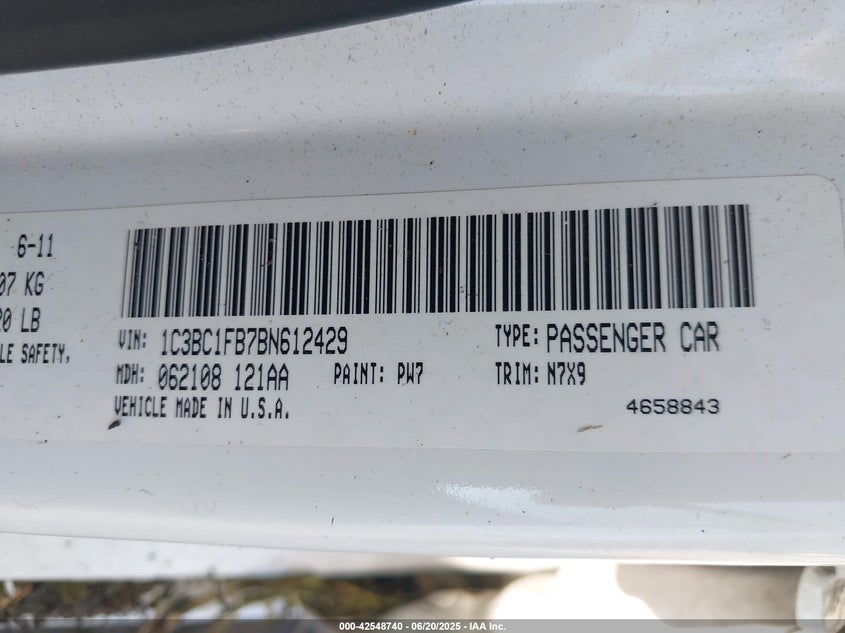 6-11
07 KG
20 LB
LE SAFETY,
VIN: 1C3BC1FB7BN612429 TYPE: PASSENGER CAR
MDH: 062108 121AA PAINT: PW7 TRIM: N7X9
VEHICLE MADE IN U.S.A. 4658843
000-42548740 - 06/20/2025 - IAA Inc.